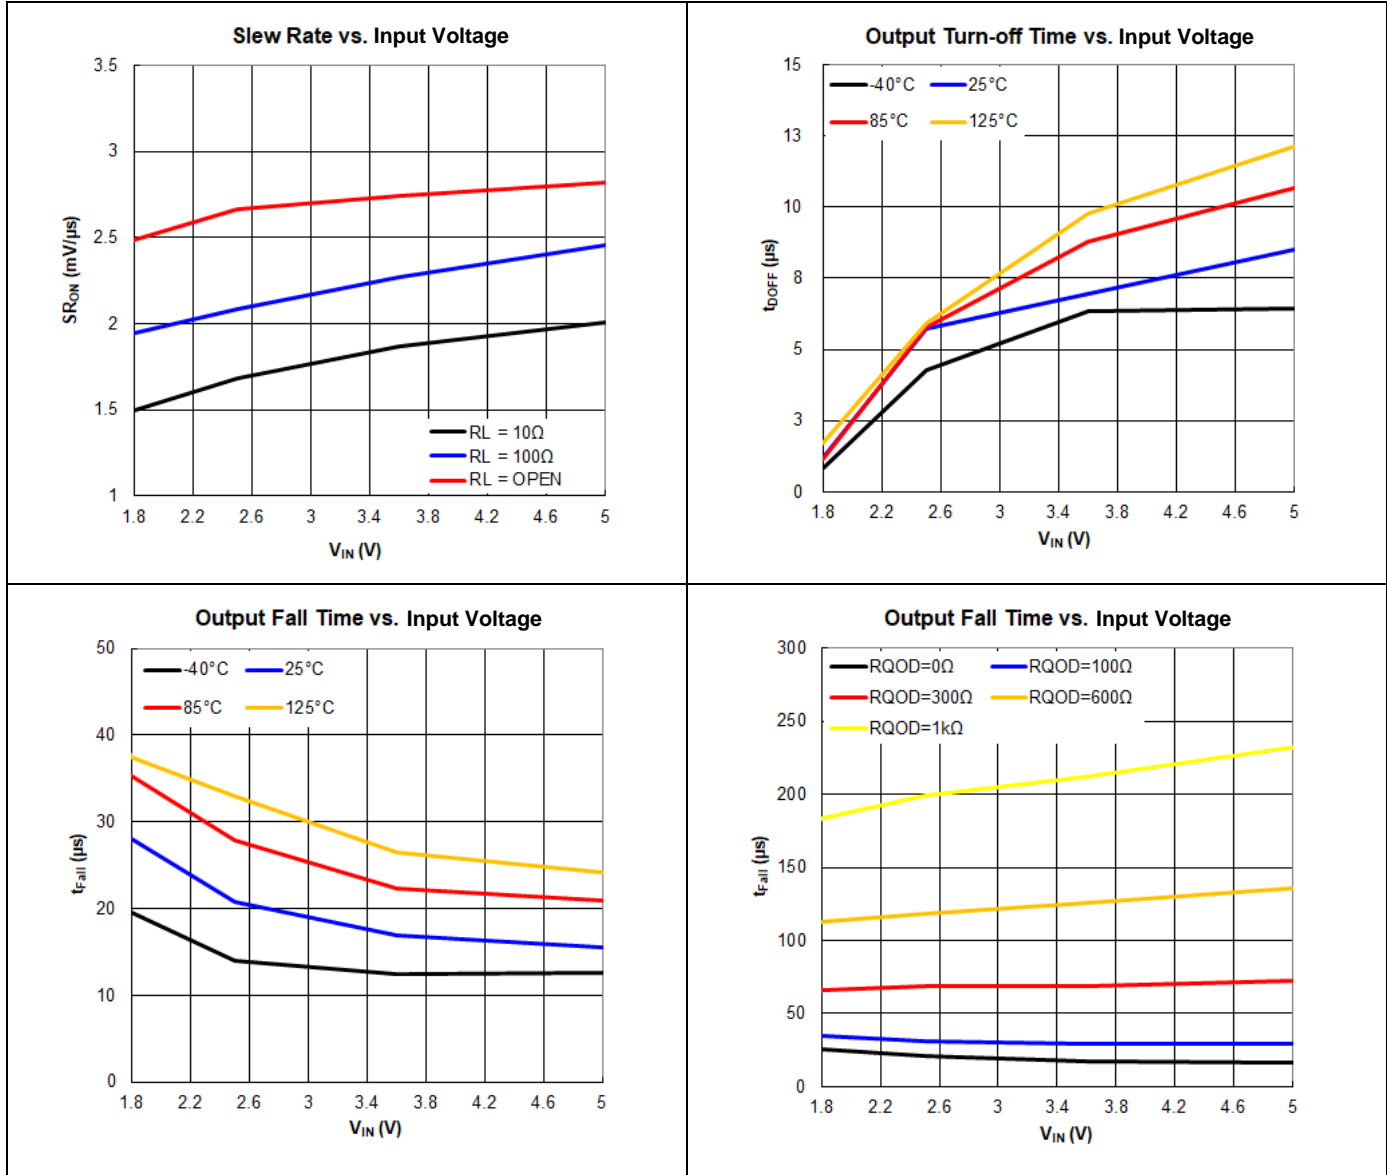 Slew Rate vs. Input Voltage
3.5
3
2.5
2
1.5
1
SRON (mV/µs)
RL = 10Ω
RL = 100Ω
RL = OPEN
1.8 2.2 2.6 3 3.4 3.8 4.2 4.6 5
VIN (V)
Output Turn-off Time vs. Input Voltage
15
13
10
8
5
3
0
tDOFF (µs)
-40°C 25°C
85°C 125°C
1.8 2.2 2.6 3 3.4 3.8 4.2 4.6 5
VIN (V)
Output Fall Time vs. Input Voltage
50
40
30
20
10
0
tFall (µs)
-40°C 25°C
85°C 125°C
1.8 2.2 2.6 3 3.4 3.8 4.2 4.6 5
VIN (V)
Output Fall Time vs. Input Voltage
300
250
200
150
100
50
0
tFall (µs)
RQOD=0Ω RQOD=100Ω
RQOD=300Ω RQOD=600Ω
RQOD=1kΩ
1.8 2.2 2.6 3 3.4 3.8 4.2 4.6 5
VIN (V)